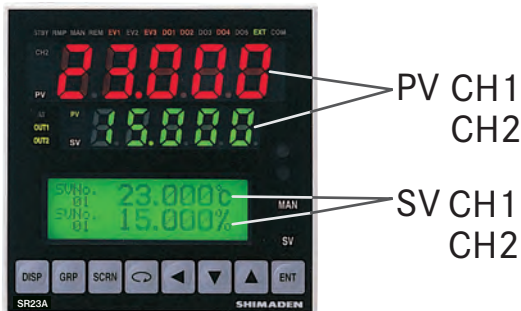 STBY RMP MAN REM EV1 EV2 EV3 DO1 DO2 DO3 DO4 DO5 EXT COM
CH2
23.000
PV
PV CH1
CH2
AT
OUT1
OUT2
PV
SV
15.000
SVNo.
01
23.000℃
SVNo.
01
15.000%
MAN
SV
SV CH1
CH2
DISP GRP SCRN ENT
SR23A
SHIMADEN